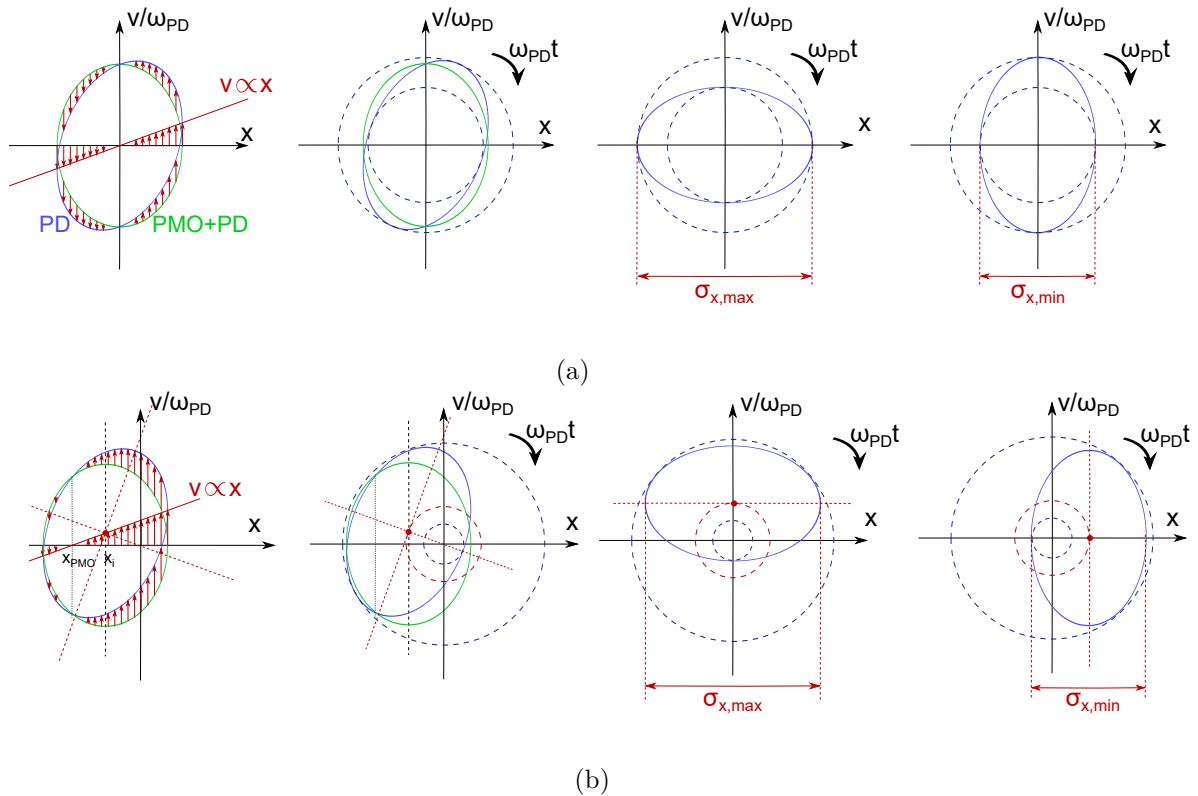 v/ωPD v/ωPD v/ωPD v/ωPD
ωPDt ωPDt ωPDt
v∝x
x x x x
PD PMO+PD
σx,max σx,min
(a)
v/ωPD v/ωPD v/ωPD v/ωPD
ωPDt ωPDt ωPDt
v∝x
x x x x
xPMO xi
σx,max σx,min
(b)